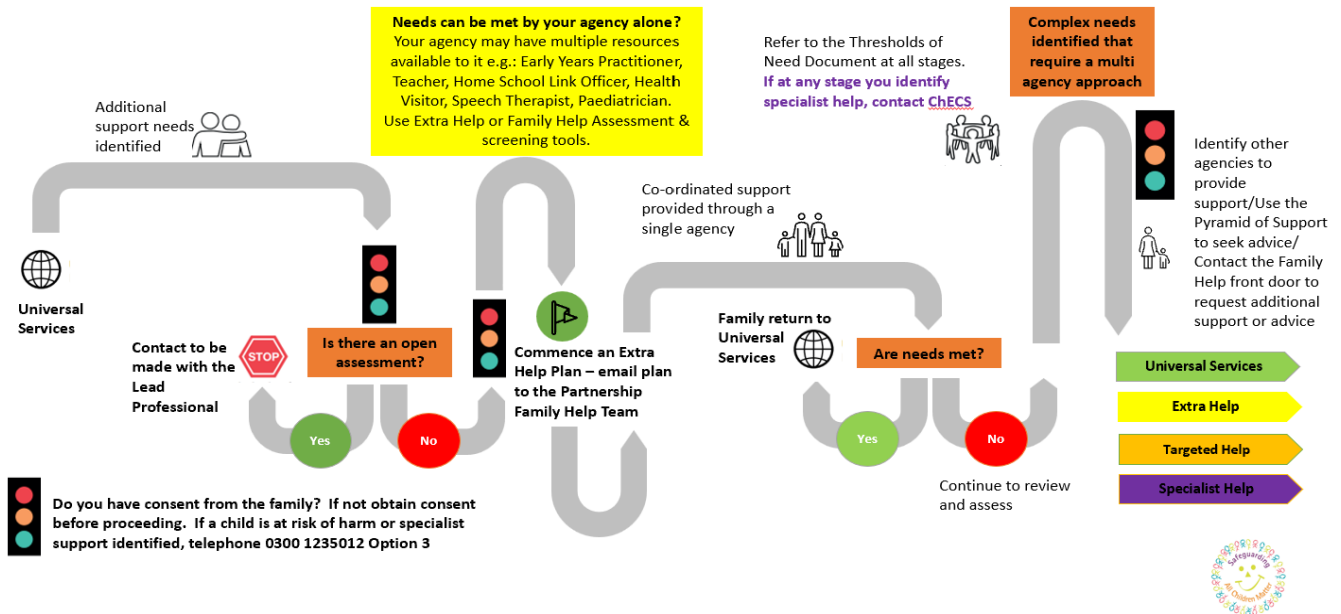 Additional
support needs
identified
Universal
Services
Needs can be met by your agency alone?
Your agency may have multiple resources
available to it e.g.: Early Years Practitioner,
Teacher, Home School Link Officer, Health
Visitor, Speech Therapist, Paediatrician.
Use Extra Help or Family Help Assessment &
screening tools.
Contact to be
made with the
Lead
Professional
STOP
Is there an open
assessment?
Yes
No
Commence an Extra
Help Plan – email plan
to the Partnership
Family Help Team
Co-ordinated support
provided through a
single agency
Refer to the Thresholds of
Need Document at all stages.
If at any stage you identify
specialist help, contact ChECS
Family return to
Universal
Services
Are needs met?
Yes
No
Continue to review
and assess
Complex needs
identified that
require a multi
agency approach
Identify other
agencies to
provide
support/Use the
Pyramid of Support
to seek advice/
Contact the Family
Help front door to
request additional
support or advice
Universal Services
Extra Help
Targeted Help
Specialist Help
Do you have consent from the family? If not obtain consent
before proceeding. If a child is at risk of harm or specialist
support identified, telephone 0300 1235012 Option 3
Safeguarding
All Children Matter